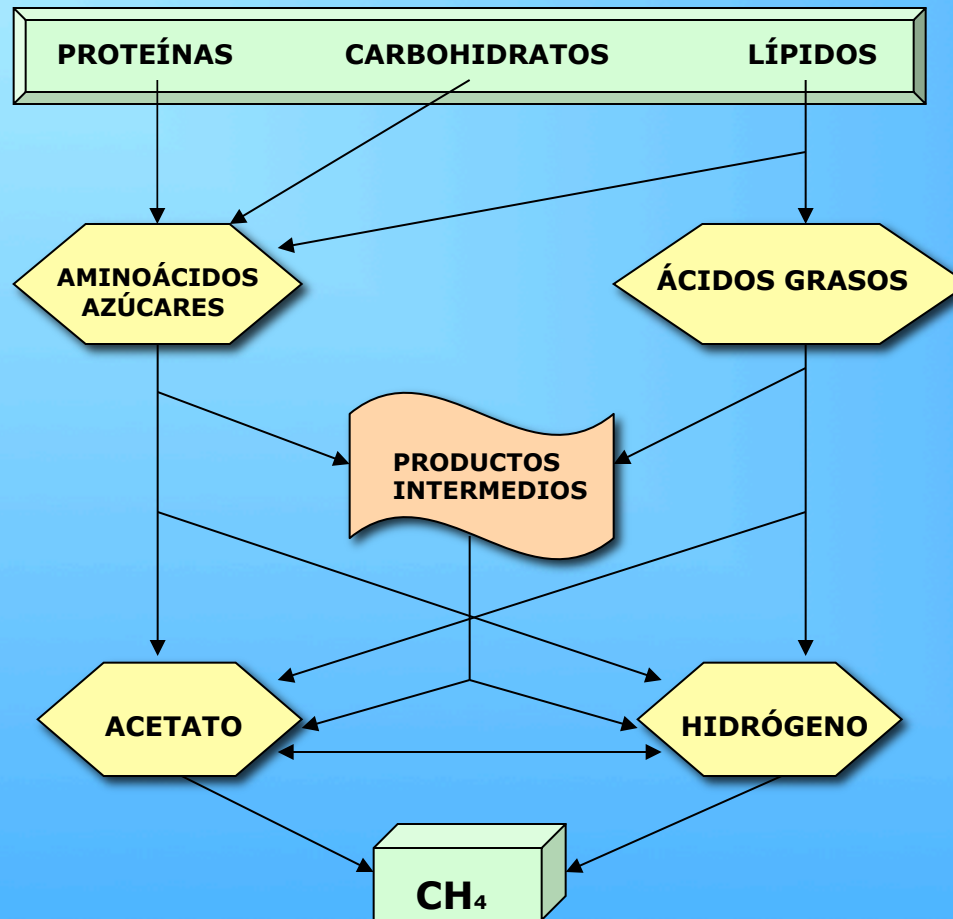 PROTEÍNAS CARBOHIDRATOS LÍPIDOS
AMINOÁCIDOS
AZÚCARES
ÁCIDOS GRASOS
PRODUCTOS
INTERMEDIOS
ACETATO
HIDRÓGENO
CH₄